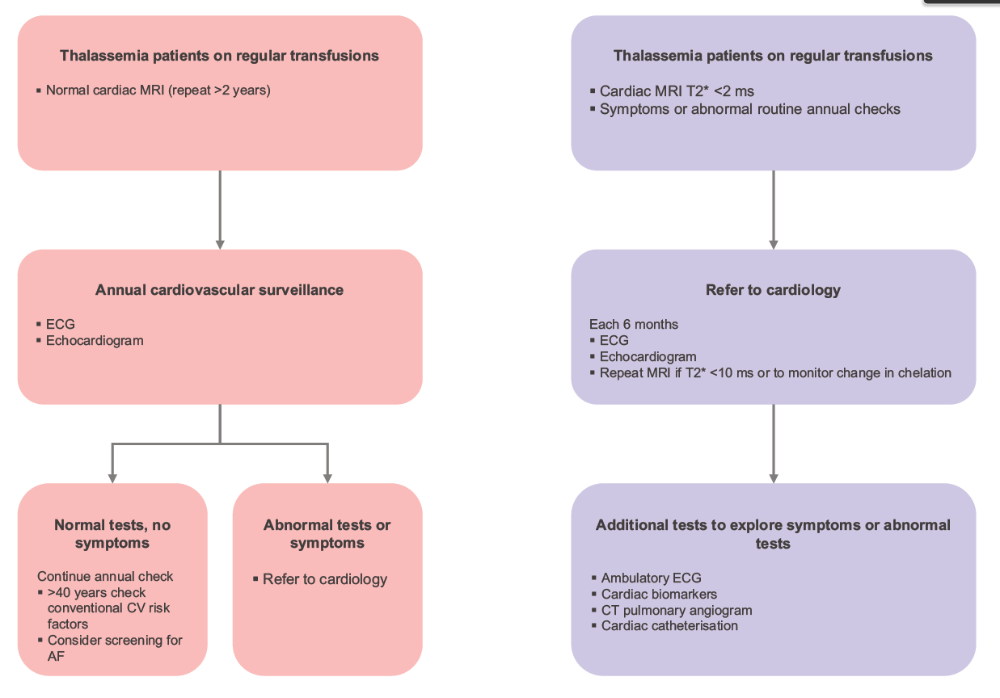 Thalassemia patients on regular transfusions
▪ Normal cardiac MRI (repeat >2 years)
Annual cardiovascular surveillance
▪ ECG
▪ Echocardiogram
Normal tests, no
symptoms
Continue annual check
▪ >40 years check
conventional CV risk
factors
▪ Consider screening for
AF
Abnormal tests or
symptoms
▪ Refer to cardiology
Thalassemia patients on regular transfusions
▪ Cardiac MRI T2* <2 ms
▪ Symptoms or abnormal routine annual checks
Refer to cardiology
Each 6 months
▪ ECG
▪ Echocardiogram
▪ Repeat MRI if T2* <10 ms or to monitor change in chelation
Additional tests to explore symptoms or abnormal
tests
▪ Ambulatory ECG
▪ Cardiac biomarkers
▪ CT pulmonary angiogram
▪ Cardiac catheterisation